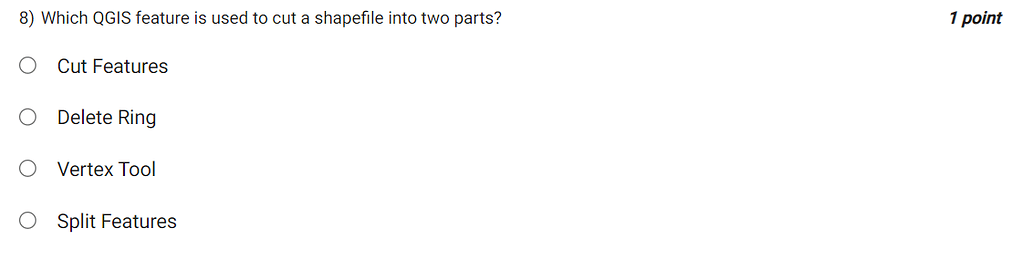 8) Which QGIS feature is used to cut a shapefile into two parts? 1 point
Cut Features
Delete Ring
Vertex Tool
Split Features